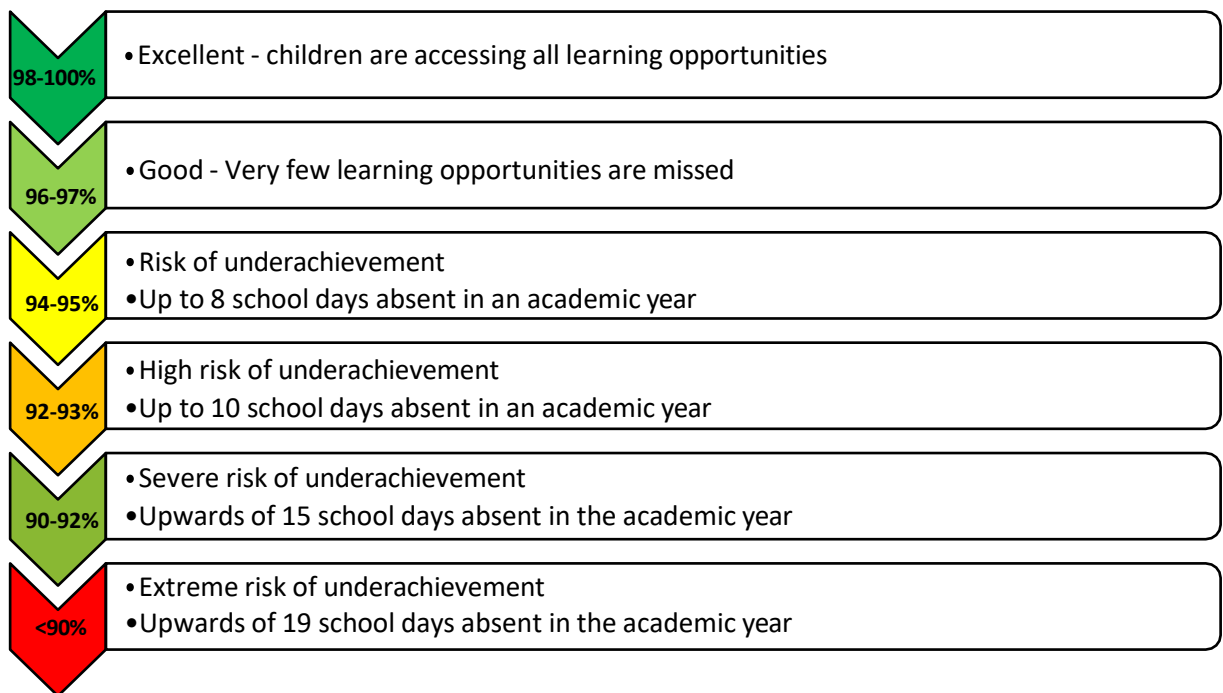 98-100%
•Excellent - children are accessing all learning opportunities
96-97%
•Good - Very few learning opportunities are missed
94-95%
•Risk of underachievement
•Up to 8 school days absent in an academic year
92-93%
•High risk of underachievement
•Up to 10 school days absent in an academic year
90-92%
•Severe risk of underachievement
•Upwards of 15 school days absent in the academic year
<90%
•Extreme risk of underachievement
•Upwards of 19 school days absent in the academic year